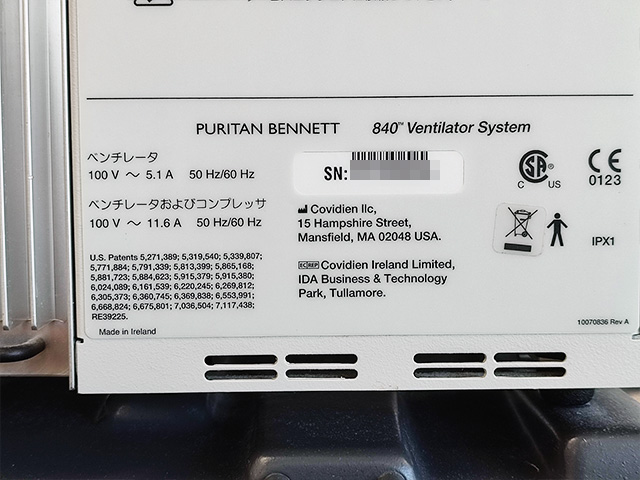 PURITAN BENNETT 840™ Ventilator System
ベンチレータ
100 V ～ 5.1 A 50 Hz/60 Hz
ベンチレータおよびコンプレッサ
100 V ～ 11.6 A 50 Hz/60 Hz
SN:
Covidien llc,
15 Hampshire Street,
Mansfield, MA 02048 USA.
EC REP Covidien Ireland Limited,
IDA Business & Technology
Park, Tullamore.
CSA ®
C US
CE
0123
IPX1
U.S. Patents 5,271,389; 5,319,540; 5,339,807;
5,771,884; 5,791,339; 5,813,399; 5,865,168;
5,881,723; 5,884,623; 5,915,379; 5,915,380;
6,024,089; 6,161,539; 6,220,245; 6,269,812;
6,305,373; 6,360,745; 6,369,838; 6,553,991;
6,668,824; 6,675,801; 7,036,504; 7,117,438;
RE39225.
Made in Ireland
10070836 Rev A